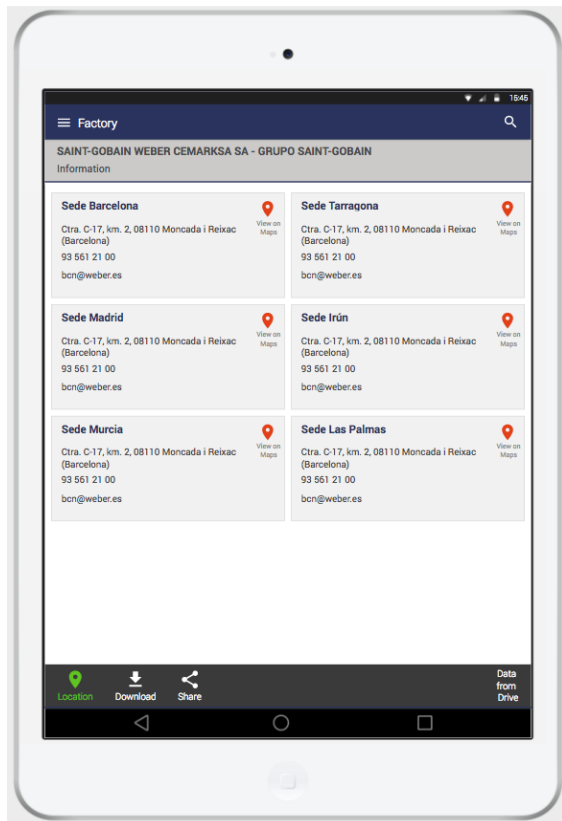 15:45
Factory
SAINT-GOBAIN WEBER CEMARKSA SA - GRUPO SAINT-GOBAIN
Information
Sede Barcelona
Ctra. C-17, km. 2, 08110 Moncada i Reixac
(Barcelona)
93 561 21 00
bcn@weber.es
View on
Maps
Sede Tarragona
Ctra. C-17, km. 2, 08110 Moncada i Reixac
(Barcelona)
93 561 21 00
bcn@weber.es
View on
Maps
Sede Madrid
Ctra. C-17, km. 2, 08110 Moncada i Reixac
(Barcelona)
93 561 21 00
bcn@weber.es
View on
Maps
Sede Irún
Ctra. C-17, km. 2, 08110 Moncada i Reixac
(Barcelona)
93 561 21 00
bcn@weber.es
View on
Maps
Sede Murcia
Ctra. C-17, km. 2, 08110 Moncada i Reixac
(Barcelona)
93 561 21 00
bcn@weber.es
View on
Maps
Sede Las Palmas
Ctra. C-17, km. 2, 08110 Moncada i Reixac
(Barcelona)
93 561 21 00
bcn@weber.es
View on
Maps
Location
Download
Share
Data
from
Drive